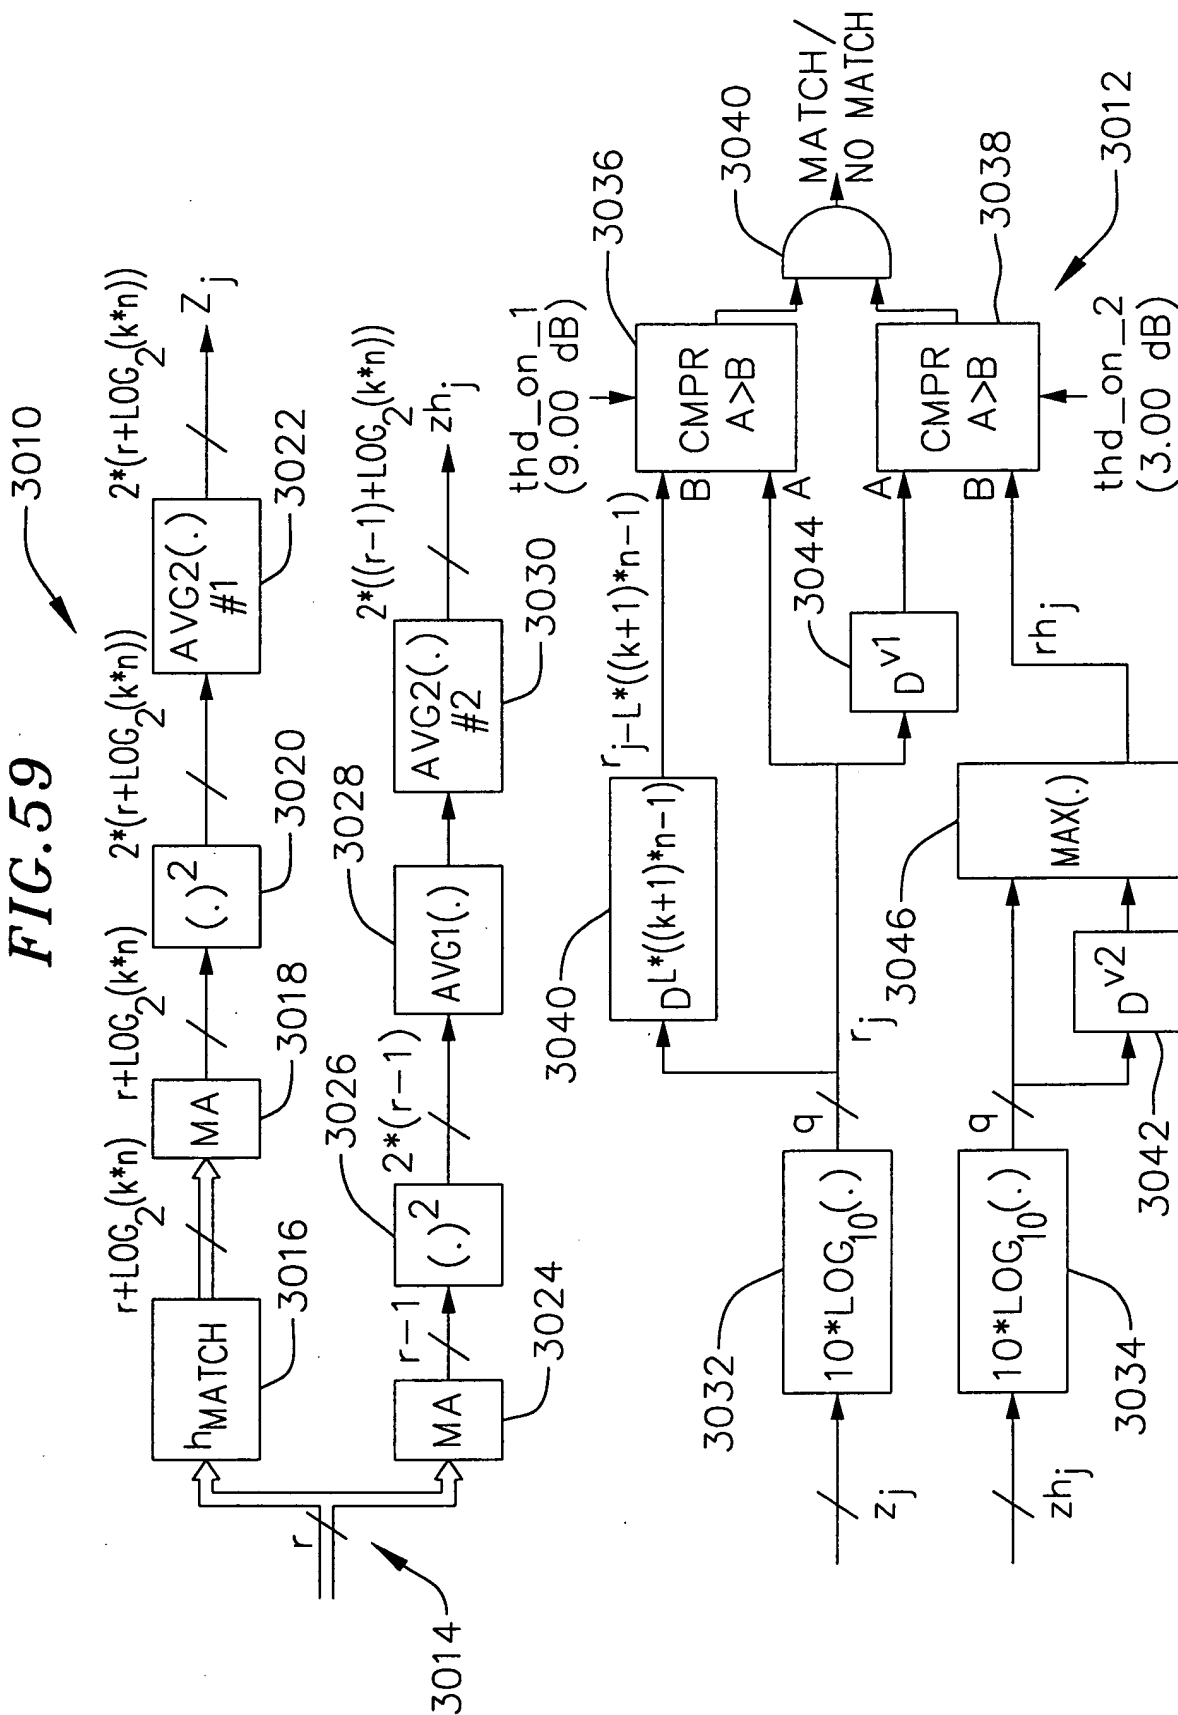 FIG.59
3010
r+LOG2(k*n)
r+LOG2(k*n)
2*(r+LOG2(k*n))
2*(r+LOG2(k*n))
hMATCH
MA
(.)2
AVG2(.)
#1
Zj
3016
3018
3020
3022
r
3014
r-1
2*(r-1)
2*((r-1)+LOG2(k*n))
MA
(.)2
AVG1(.)
AVG2(.)
#2
zhj
3024
3026
3028
3030
thd_on_1
(9.00 dB)
3036
3040
DL*((k+1)*n-1)
rj-L*((k+1)*n-1)
B
A
CMPR
A>B
3040
MATCH/
NO MATCH
3032
zj
10*LOG10(.)
q
rj
3044
Dv1
A
B
CMPR
A>B
3038
3012
thd_on_2
(3.00 dB)
zhj
10*LOG10(.)
3034
q
Dv2
3042
3046
MAX(.)
rhj